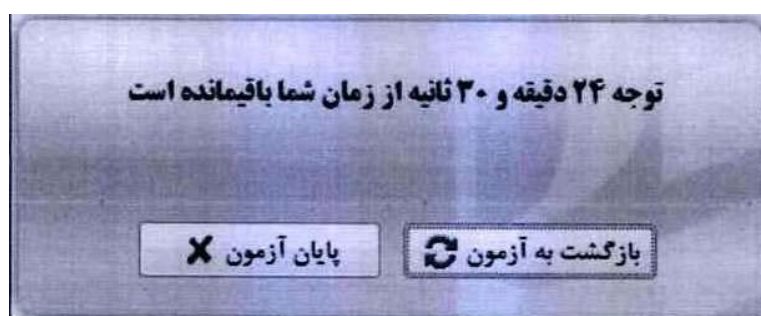 توجه ۲۴ دقیقه و ۳۰ ثانیه از زمان شما باقیمانده است
بازگشت به آزمون
پایان آزمون